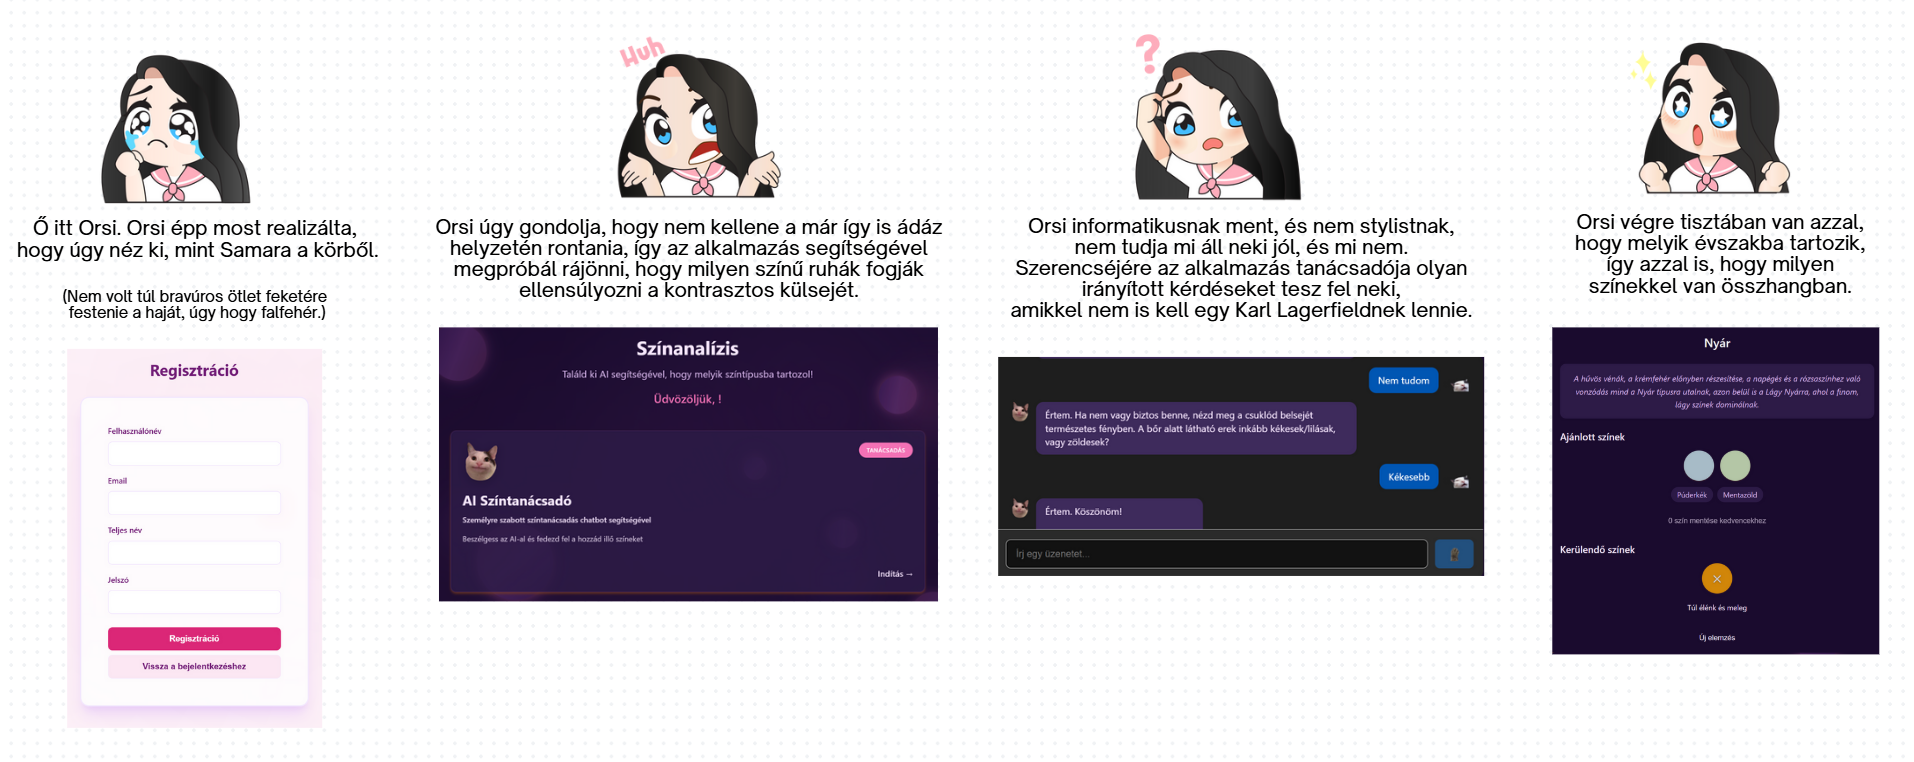 Ő itt Orsi. Orsi épp most realizálta,
hogy úgy néz ki, mint Samara a körből.
(Nem volt túl bravúros ötlet feketére
festenie a haját, úgy hogy falfehér.)
Regisztráció
Felhasználónév
Email
Teljes név
Jelszó
Regisztráció
Vissza a bejelentkezéshez
Huh
Orsi úgy gondolja, hogy nem kellene a már így is ádáz
helyzetén rontania, így az alkalmazás segítségével
megpróbál rájönni, hogy milyen színű ruhák fogják
ellensúlyozni a kontrasztos külsejét.
Színanalízis
Találd ki AI segítségével, hogy melyik színtípusba tartozol!
Üdvözöljük, !
TANÁCSADÁS
AI Színtanácsadó
Személyre szabott színtanácsadás chatbot segítségével
Beszélgess az AI-al és fedezd fel a hozzád illő színeket
Indítás →
?
Orsi informatikusnak ment, és nem stylistnak,
nem tudja mi áll neki jól, és mi nem.
Szerencséjére az alkalmazás tanácsadója olyan
irányított kérdéseket tesz fel neki,
amikkel nem is kell egy Karl Lagerfieldnek lennie.
Nem tudom
Értem. Ha nem vagy biztos benne, nézd meg a csuklód belsejét
természetes fényben. A bőr alatt látható erek inkább kékesek/lilásak,
vagy zöldesek?
Kékesebb
Értem. Köszönöm!
Írj egy üzenetet...
Orsi végre tisztában van azzal,
hogy melyik évszakba tartozik,
így azzal is, hogy milyen
színekkel van összhangban.
Nyár
A hűvös vénák, a krémfehér előnyben részesítése, a napégés és a rózsaszínhez való
vonzódás mind a Nyár típusra utalnak, azon belül is a Lágy Nyárra, ahol a finom,
lágy színek dominálnak.
Ajánlott színek
Púderkék
Mentazöld
0 szín mentése kedvencekhez
Kerülendő színek
Túl élénk és meleg
Új elemzés